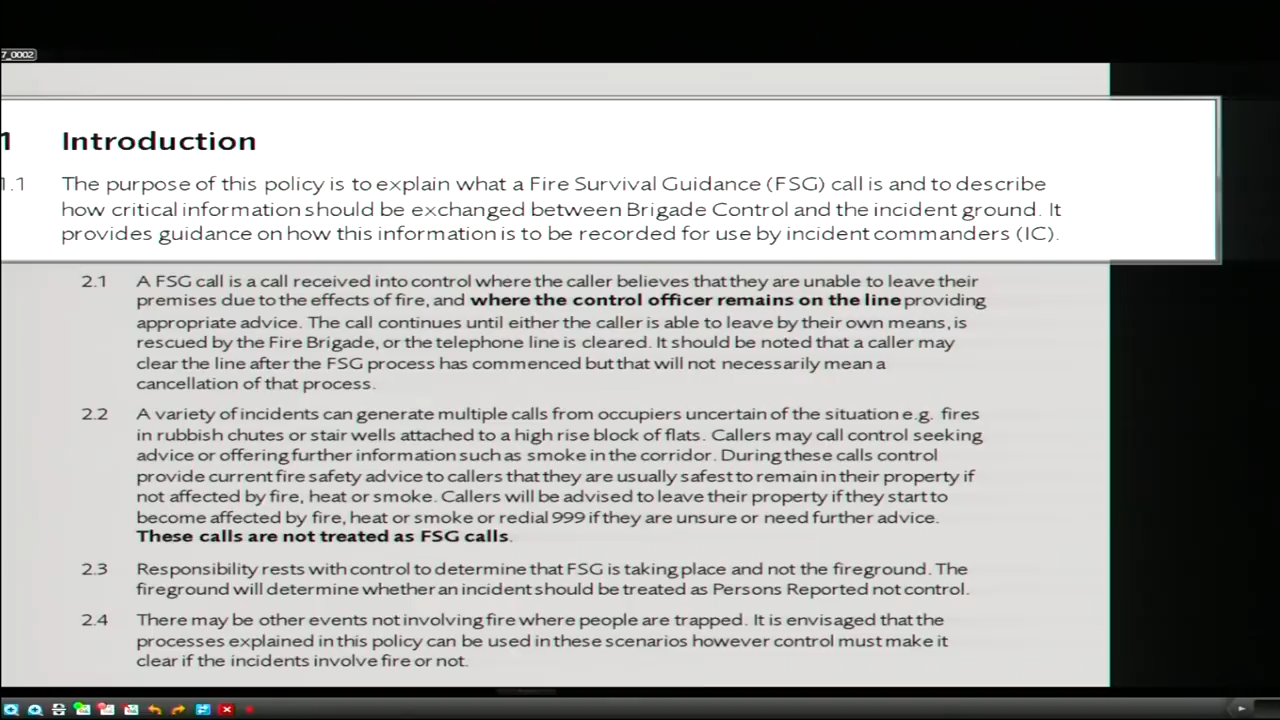 7_0002
1 Introduction
1.1 The purpose of this policy is to explain what a Fire Survival Guidance (FSG) call is and to describe
how critical information should be exchanged between Brigade Control and the incident ground. It
provides guidance on how this information is to be recorded for use by incident commanders (IC).
2.1 A FSG call is a call received into control where the caller believes that they are unable to leave their
premises due to the effects of fire, and where the control officer remains on the line providing
appropriate advice. The call continues until either the caller is able to leave by their own means, is
rescued by the Fire Brigade, or the telephone line is cleared. It should be noted that a caller may
clear the line after the FSG process has commenced but that will not necessarily mean a
cancellation of that process.
2.2 A variety of incidents can generate multiple calls from occupiers uncertain of the situation e.g. fires
in rubbish chutes or stair wells attached to a high rise block of flats. Callers may call control seeking
advice or offering further information such as smoke in the corridor. During these calls control
provide current fire safety advice to callers that they are usually safest to remain in their property if
not affected by fire, heat or smoke. Callers will be advised to leave their property if they start to
become affected by fire, heat or smoke or redial 999 if they are unsure or need further advice.
These calls are not treated as FSG calls.
2.3 Responsibility rests with control to determine that FSG is taking place and not the fireground. The
fireground will determine whether an incident should be treated as Persons Reported not control.
2.4 There may be other events not involving fire where people are trapped. It is envisaged that the
processes explained in this policy can be used in these scenarios however control must make it
clear if the incidents involve fire or not.